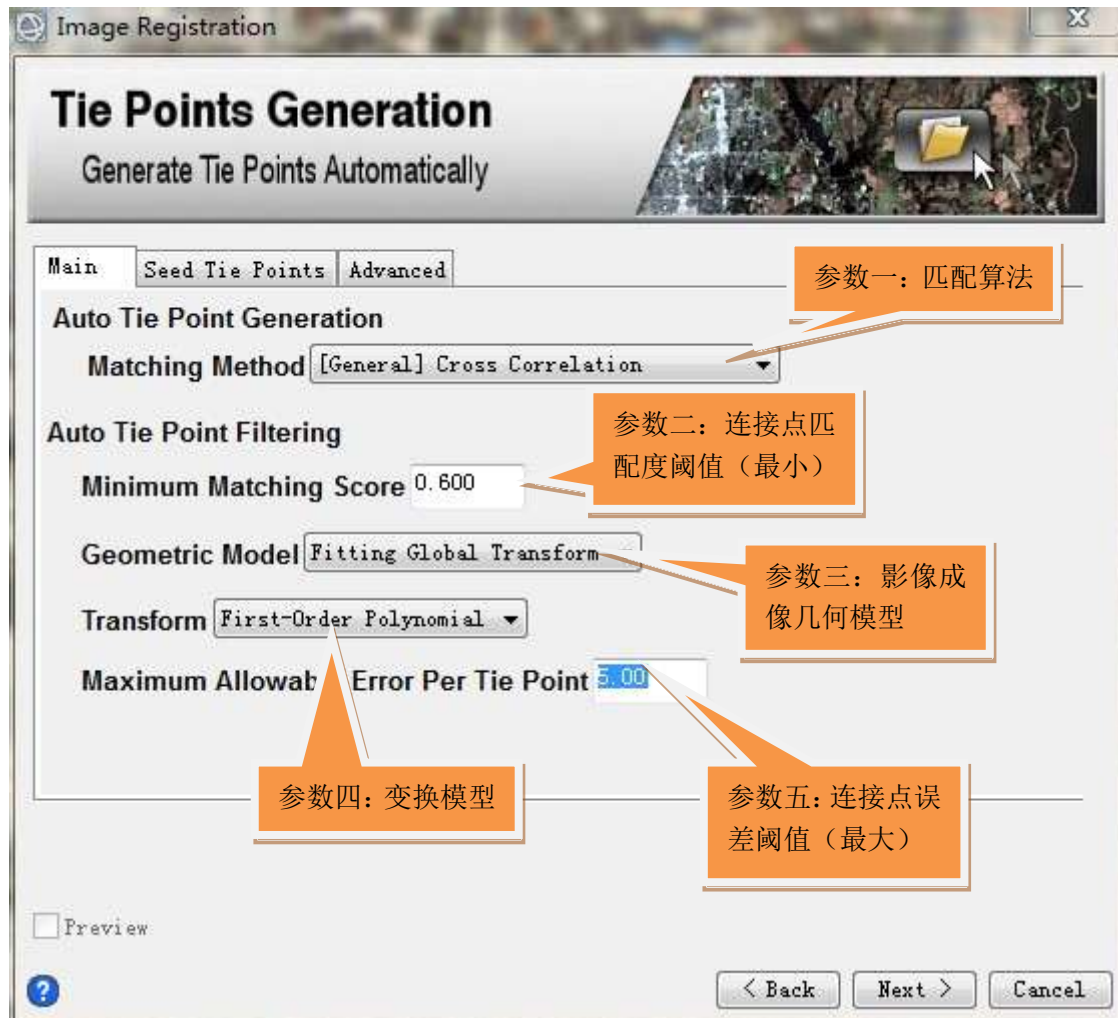 Image Registration
Tie Points Generation
Generate Tie Points Automatically
Main
Seed Tie Points
Advanced
参数一：匹配算法
Auto Tie Point Generation
Matching Method [General] Cross Correlation
参数二：连接点匹
配度阈值（最小）
Auto Tie Point Filtering
Minimum Matching Score 0.600
Geometric Model Fitting Global Transform
参数三：影像成
像几何模型
Transform First-Order Polynomial
Maximum Allowab Error Per Tie Point 5.00
参数四：变换模型
参数五：连接点误
差阈值（最大）
Preview
?
< Back
Next >
Cancel